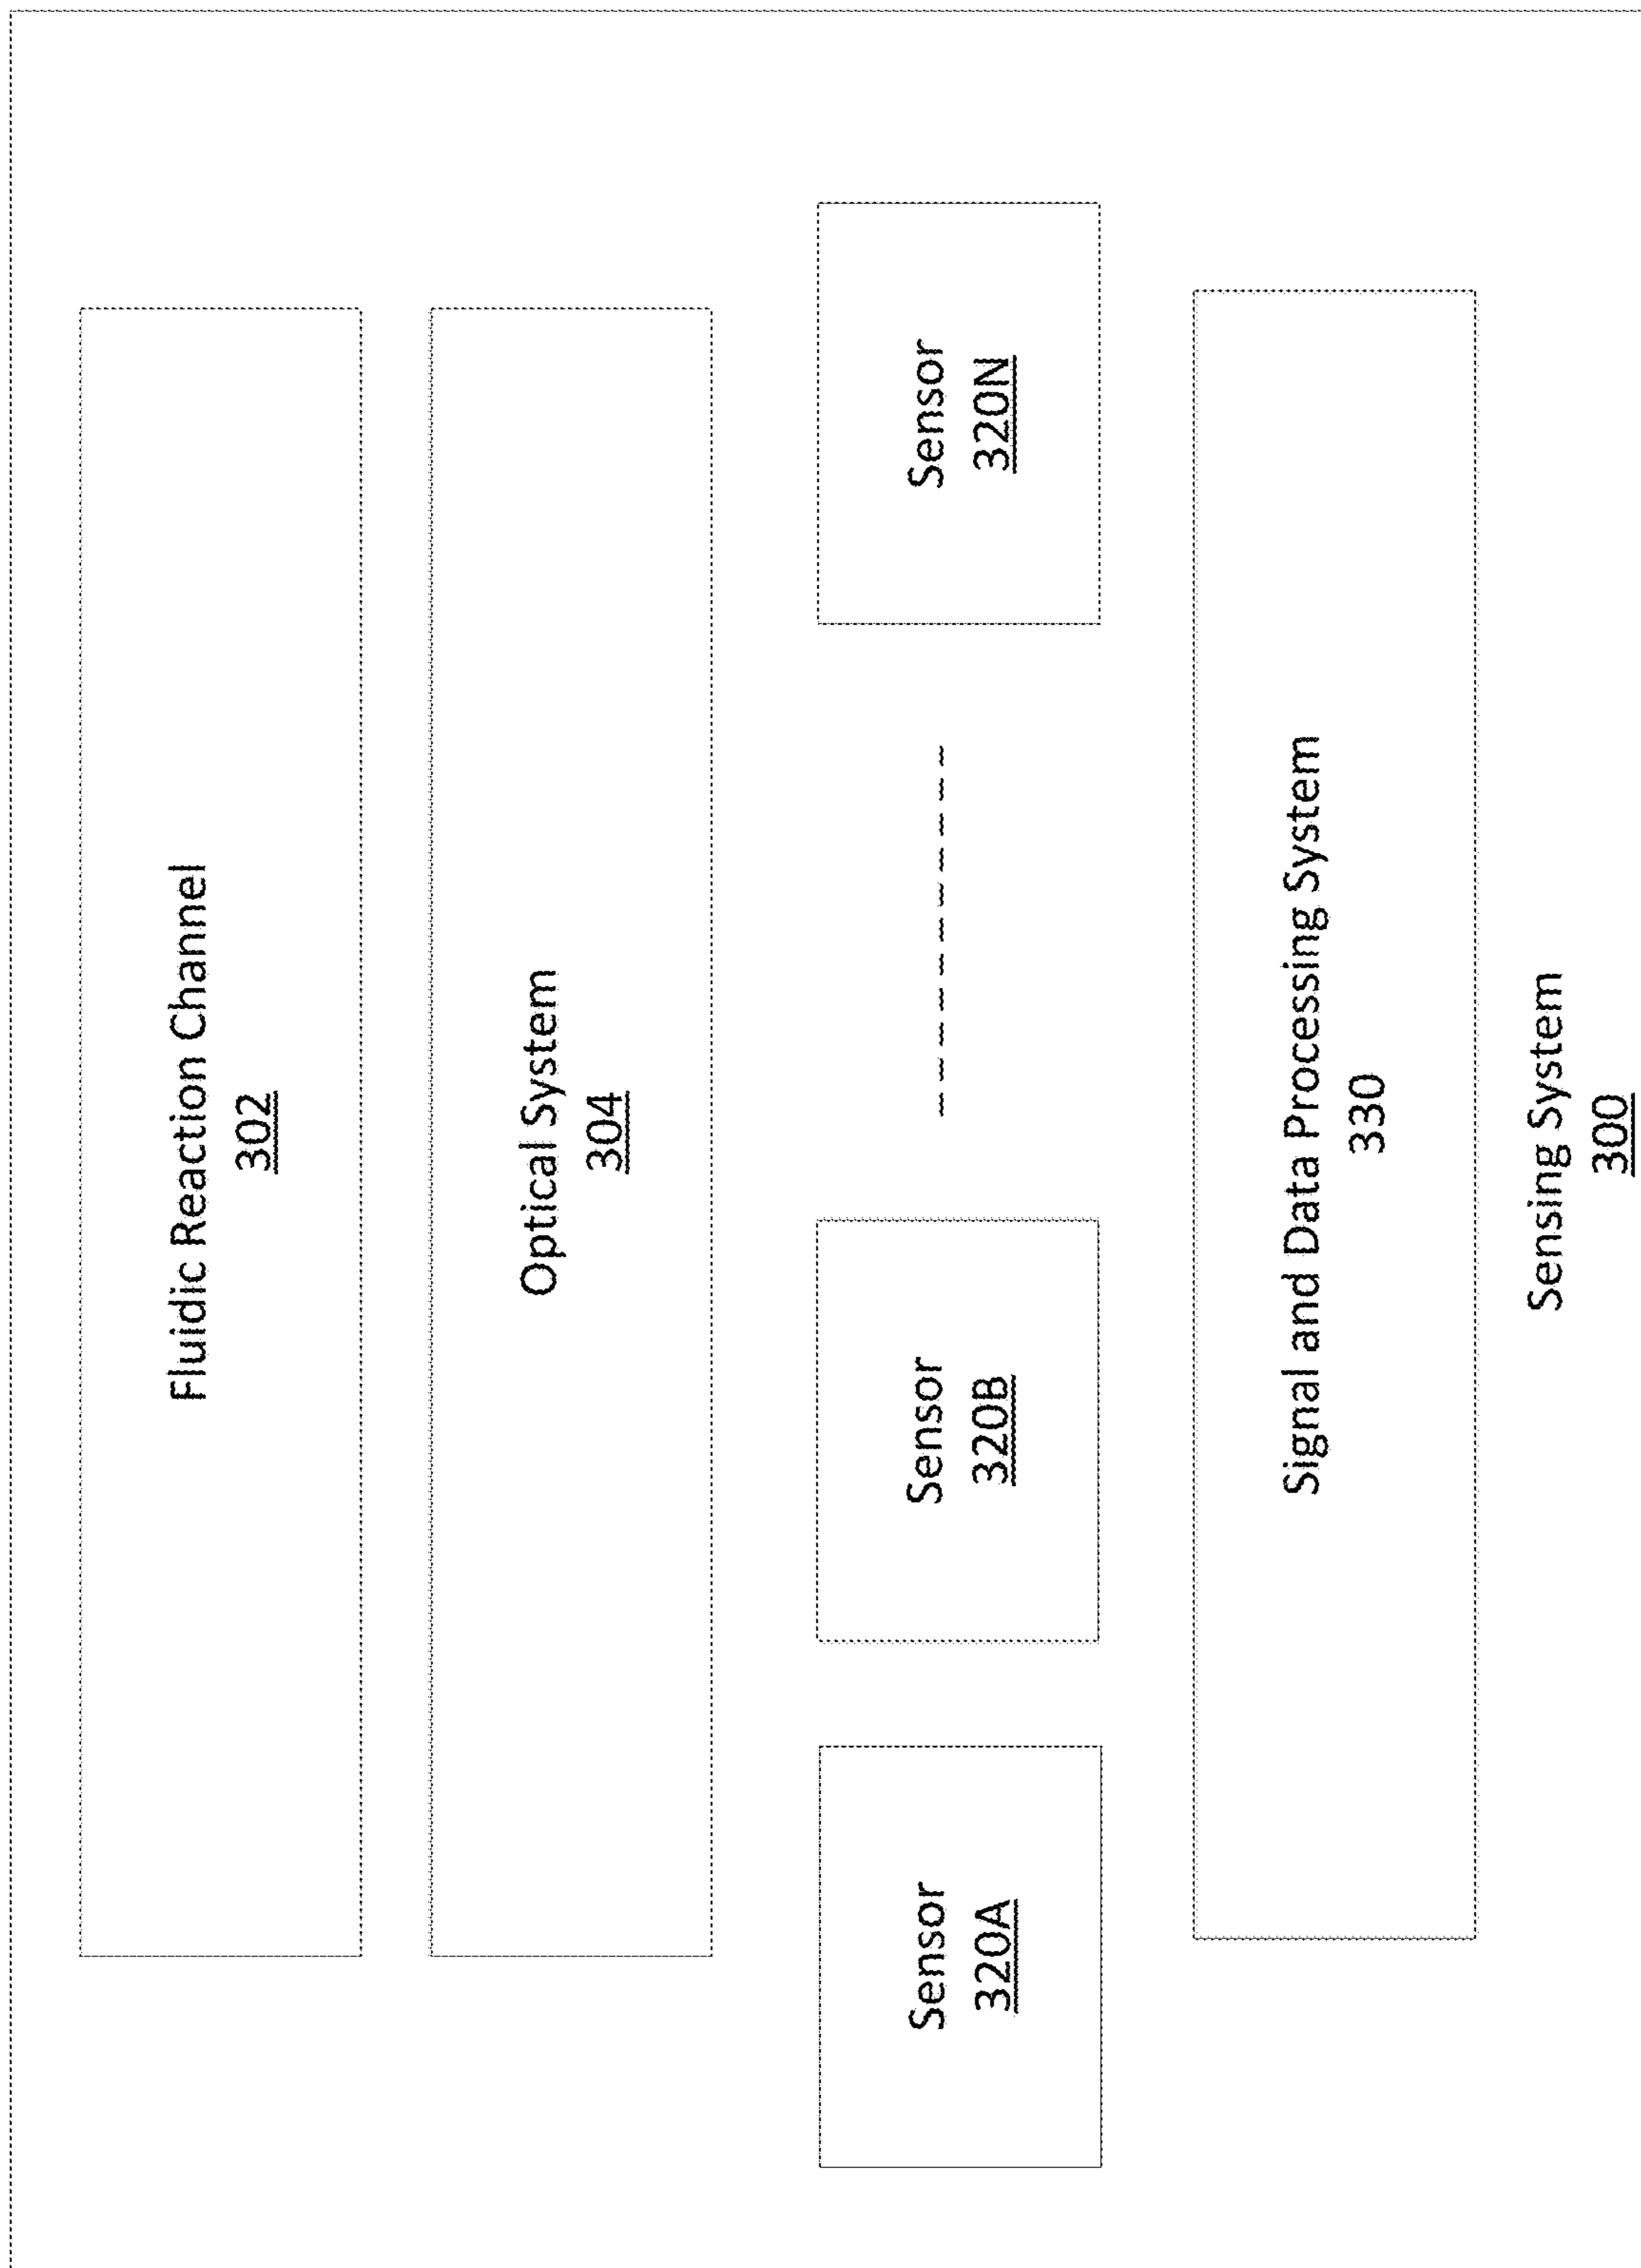 Fluidic Reaction Channel
302
Optical System
304
Sensor
320A
Sensor
320B
Sensor
320N
Signal and Data Processing System
330
Sensing System
300